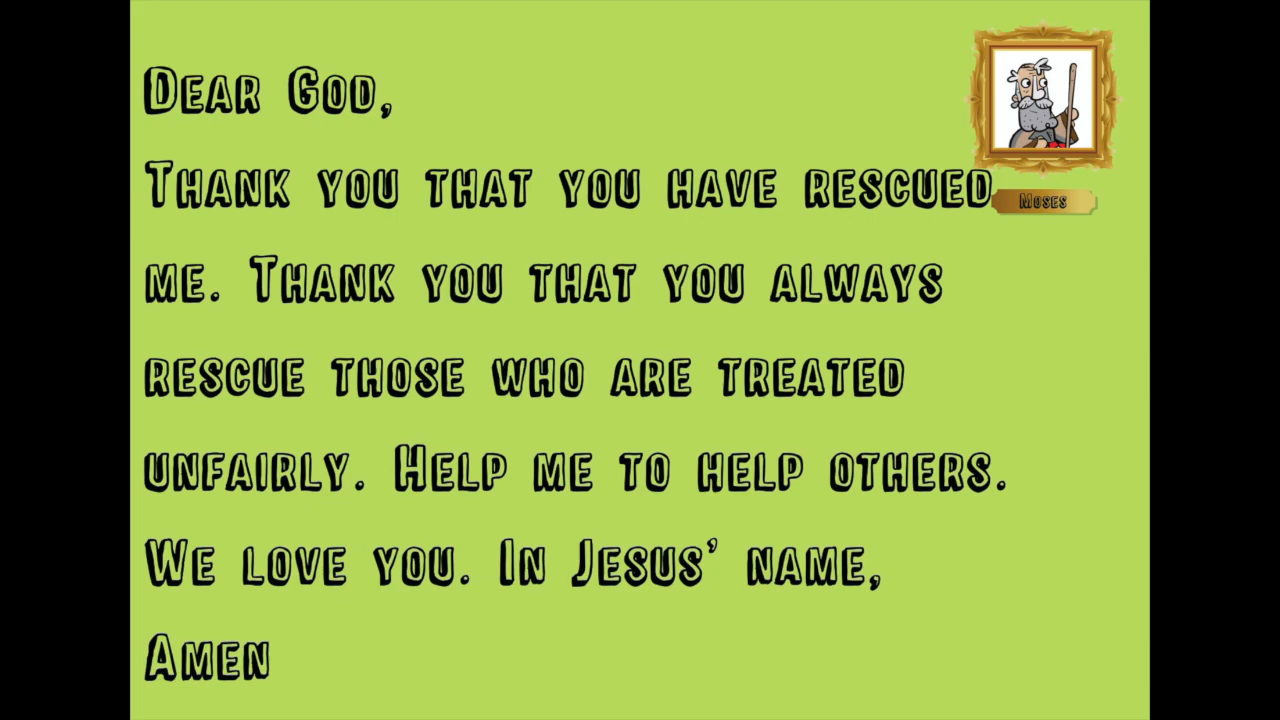 Dear God,
Thank you that you have rescued
me. Thank you that you always
rescue those who are treated
unfairly. Help me to help others.
We love you. In Jesus’ name,
Amen
Moses